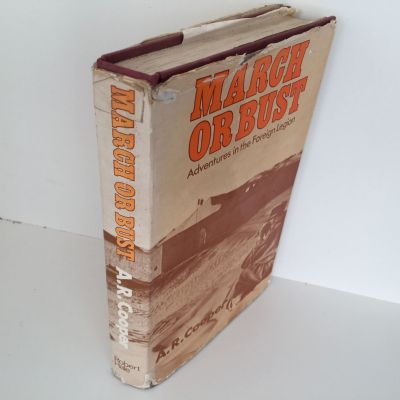 MARCH
OR BUST
Adventures in the Foreign Legion
A.R. Cooper
MARCH OR BUST
A.R. Cooper
Robert
Hale